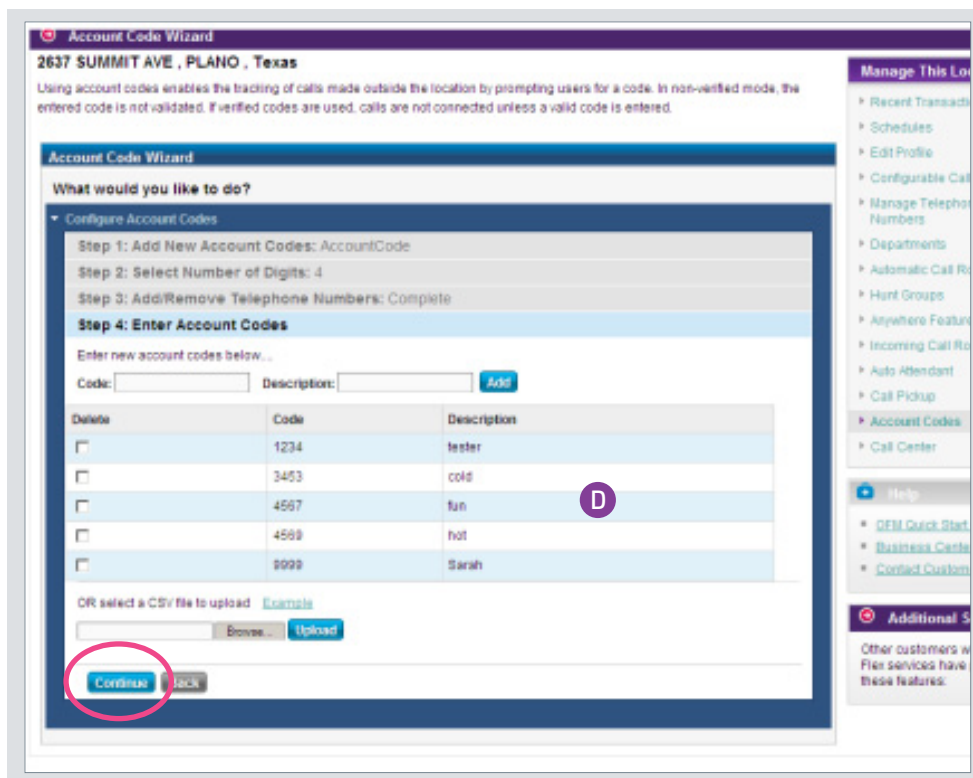 Account Code Wizard
2637 SUMMIT AVE , PLANO , Texas
Using account codes enables the tracking of calls made outside the location by prompting users for a code. In non-verified mode, the
entered code is not validated. If verified codes are used, calls are not connected unless a valid code is entered.
Account Code Wizard
What would you like to do?
Configure Account Codes
Step 1: Add New Account Codes: AccountCode
Step 2: Select Number of Digits: 4
Step 3: Add/Remove Telephone Numbers: Complete
Step 4: Enter Account Codes
Enter new account codes below...
Code: Description: Add
Delete Code Description
1234 tester
3453 cold
4567 fun
D
4569 hot
9999 Sarah
OR select a CSV file to upload Example
Browse... Upload
Continue Back
Manage This Lo
Recent Transacti
Schedules
Edit Profile
Configurable Call
Manage Telephon
Numbers
Departments
Automatic Call Ro
Hunt Groups
Anywhere Feature
Incoming Call Ro
Auto Attendant
Call Pickup
Account Codes
Call Center
Help
OFM Quick Start
Business Cente
Contact Custom
Additional S
Other customers w
Flex services have
these features: